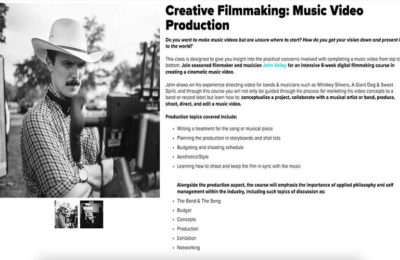 Creative Filmmaking: Music Video
Production
Do you want to make music videos but are unsure where to start? How do you get your vision down and present it
to the world?
This class is designed to give you insight into the practical concerns involved with completing a music video from top to
bottom. Join seasoned filmmaker and musician John Valley for an intensive 8-week digital filmmaking course in
creating a cinematic music video.
John draws on his experience directing video for bands & musicians such as Whiskey Shivers, A Giant Dog & Sweet
Spirit, and through this course you will not only be guided through his process for marketing his video concepts to a
band or record label but learn how to: conceptualize a project, collaborate with a musical artist or band, produce,
shoot, direct, and edit a music video.
Production topics covered include:
• Writing a treatment for the song or musical piece
• Planning the production in storyboards and shot lists
• Budgeting and shooting schedule
• Aesthetics/Style
• Learning how to shoot and keep the film in sync with the music
Alongside the production aspect, the course will emphasis the importance of applied philosophy and self
management within the industry, including such topics of discussion as:
• The Band & The Song
• Budget
• Concepts
• Production
• Exhibition
• Networking